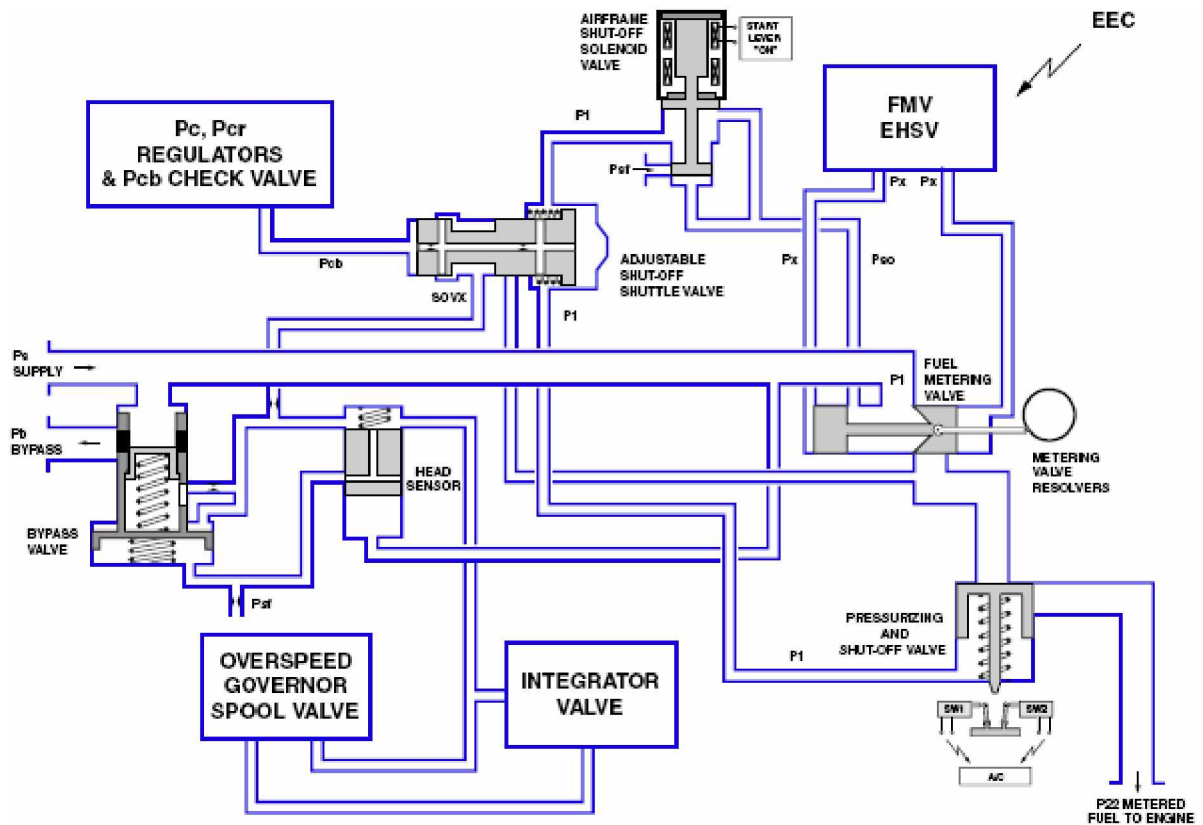 AIRFRAME
SHUT-OFF
SOLENOID
VALVE
START
LEVER
"ON"
EEC
FMV
EHSV
Pc, Pcr
REGULATORS
& Pcb CHECK VALVE
P1
Psf
Px Px
Pcb
ADJUSTABLE
SHUT-OFF
SHUTTLE VALVE
Px
Pso
SOVX
P1
Ps
SUPPLY
FUEL
METERING
VALVE
P1
Pb
BYPASS
HEAD
SENSOR
METERING
VALVE
RESOLVERS
BYPASS
VALVE
Psf
PRESSURIZING
AND
SHUT-OFF VALVE
P1
OVERSPEED
GOVERNOR
SPOOL VALVE
INTEGRATOR
VALVE
SW1
SW2
A/C
P22 METERED
FUEL TO ENGINE